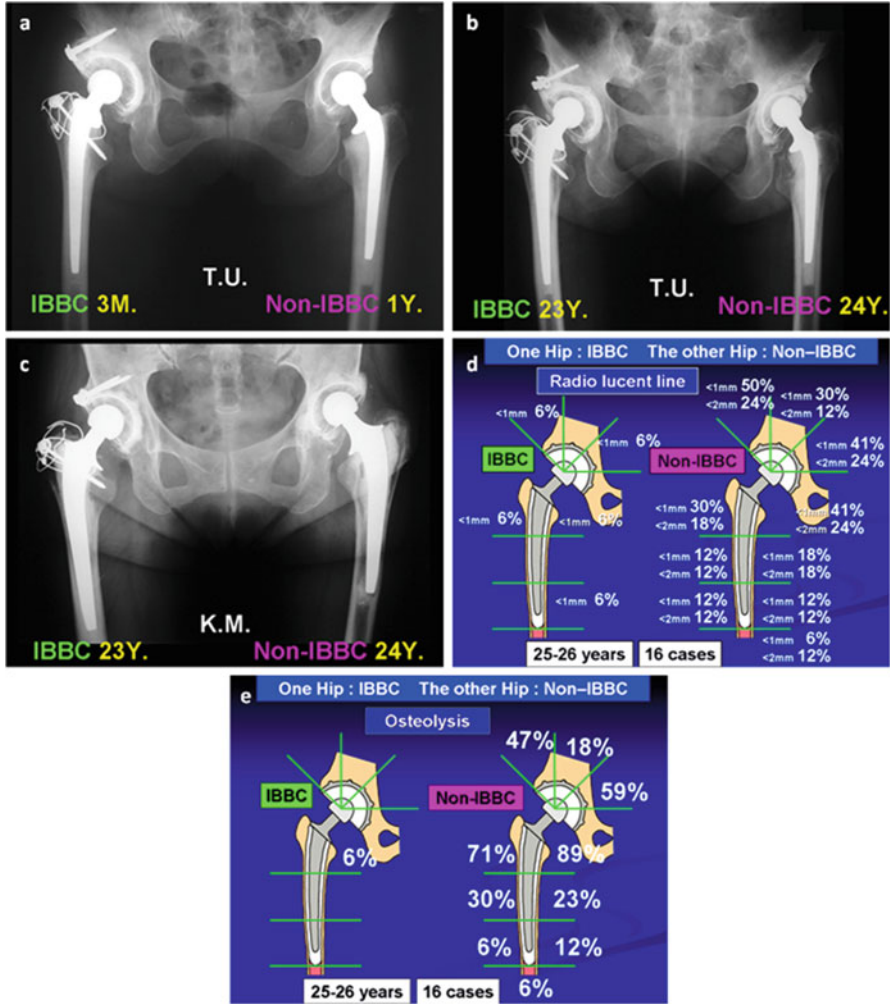 a
T.U.
IBBC 3M. Non-IBBC 1Y.
b
T.U.
IBBC 23Y. Non-IBBC 24Y.
c
K.M.
IBBC 23Y. Non-IBBC 24Y.
d
One Hip : IBBC The other Hip : Non–IBBC
Radio lucent line
<1mm 50%
<2mm 24%
<1mm 30%
<2mm 12%
<1mm 6%
<1mm 6%
<1mm 41%
<2mm 24%
IBBC
Non-IBBC
<1mm 6%
<1mm 6%
<1mm 30%
<2mm 18%
<1mm 41%
<2mm 24%
<1mm 12%
<2mm 12%
<1mm 18%
<2mm 18%
<1mm 6%
<1mm 12%
<2mm 12%
<1mm 12%
<2mm 12%
<1mm 6%
<2mm 12%
25-26 years 16 cases
e
One Hip : IBBC The other Hip : Non–IBBC
Osteolysis
47% 18%
IBBC
Non-IBBC
59%
6%
71% 89%
30% 23%
6% 12%
6%
25-26 years 16 cases